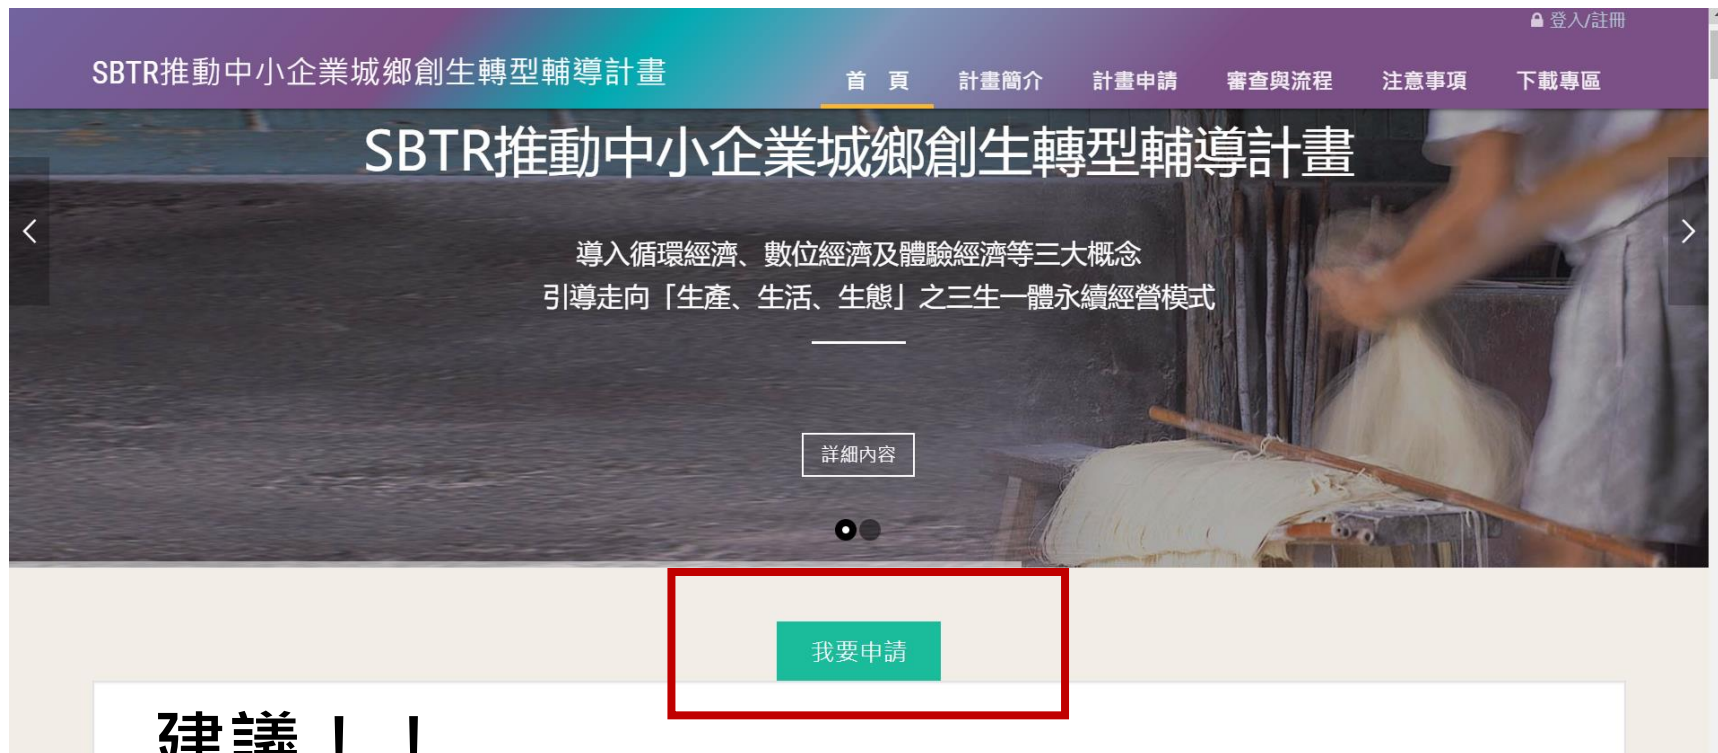 登入/註冊
SBTR推動中小企業城鄉創生轉型輔導計畫
首 頁 計畫簡介 計畫申請 審查與流程 注意事項 下載專區
SBTR推動中小企業城鄉創生轉型輔導計畫
導入循環經濟、數位經濟及體驗經濟等三大概念
引導走向「生產、生活、生態」之三生一體永續經營模式
詳細內容
我要申請
建議！！